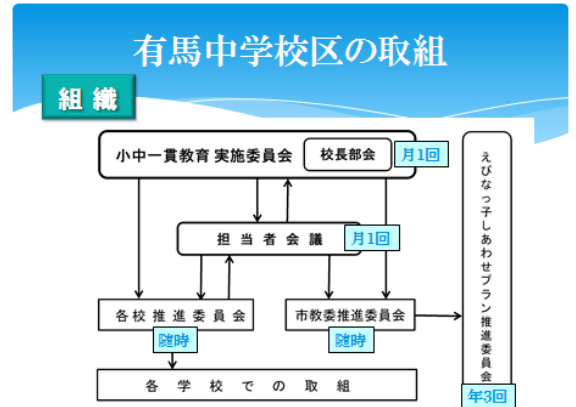 有馬中学校区の取組
組織
小中一貫教育 実施委員会
校長部会
月1回
担当者会議
月1回
各校推進委員会
随時
市教委推進委員会
随時
各学校での取組
えびなっ子しあわせプラン推進委員会
年3回